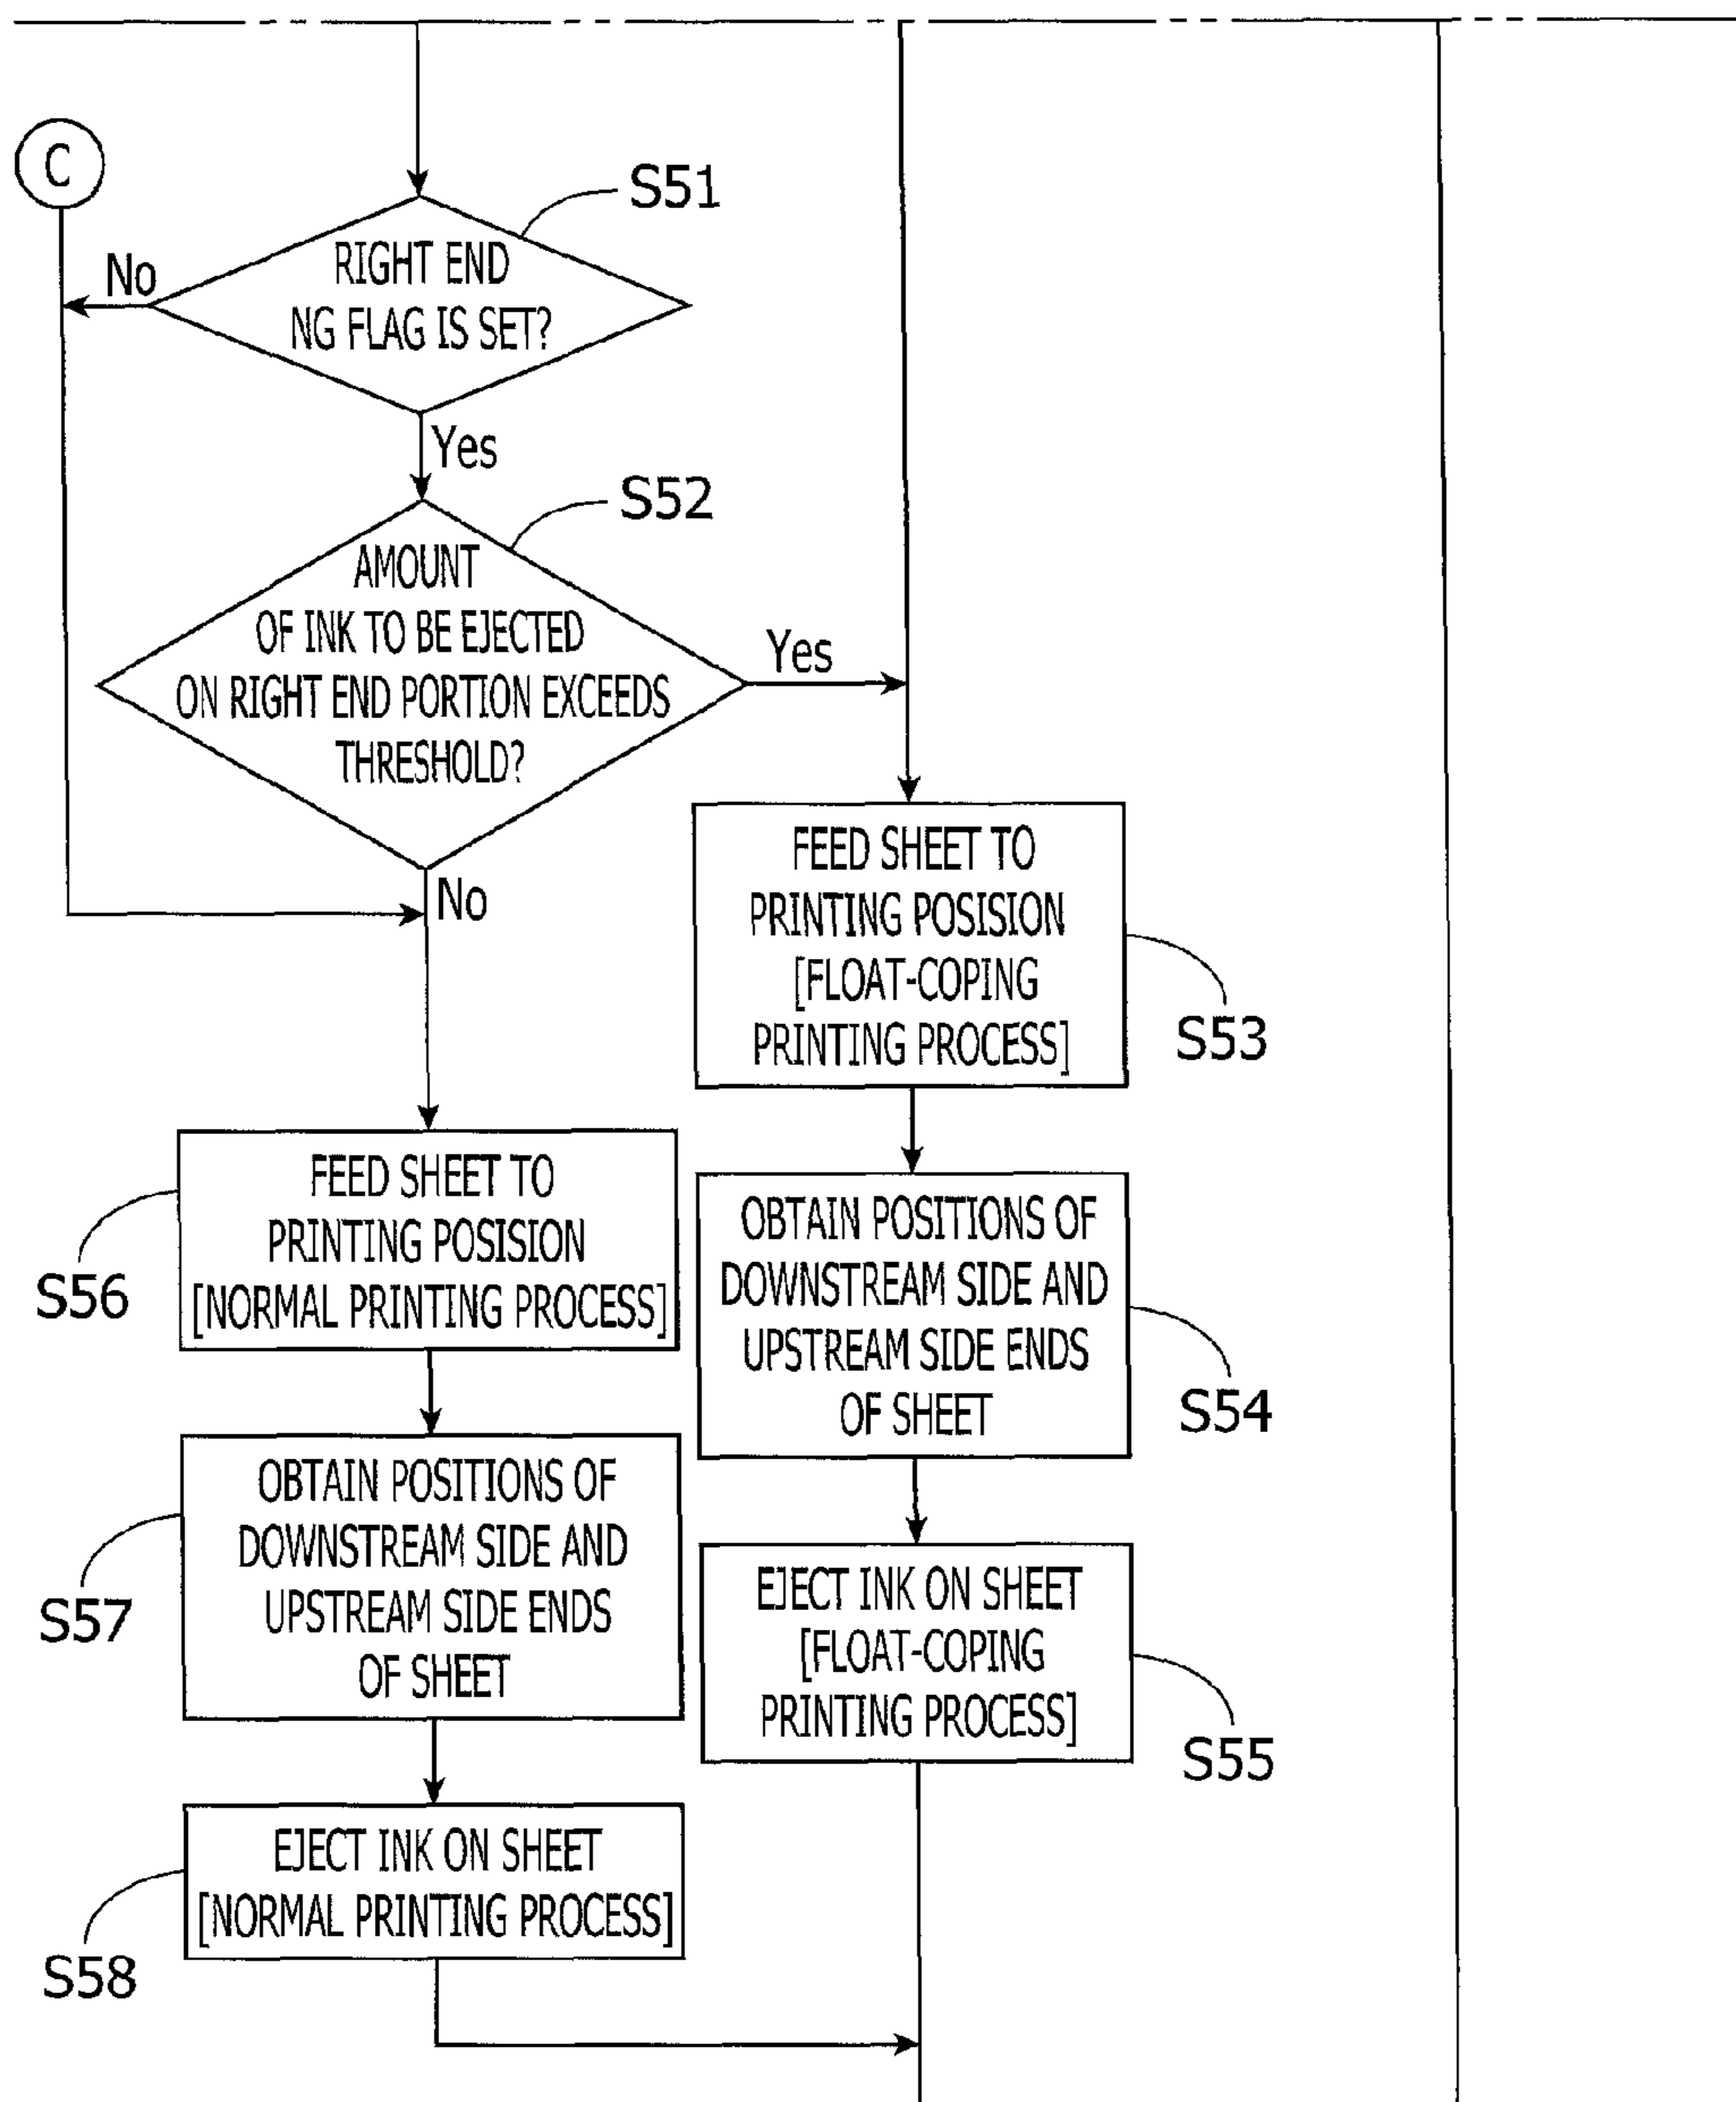 C
S51
RIGHT END
NG FLAG IS SET?
No
Yes
S52
AMOUNT
OF INK TO BE EJECTED
ON RIGHT END PORTION EXCEEDS
THRESHOLD?
Yes
No
FEED SHEET TO
PRINTING POSISION
[FLOAT-COPING
PRINTING PROCESS]
S53
FEED SHEET TO
PRINTING POSISION
[NORMAL PRINTING PROCESS]
S56
OBTAIN POSITIONS OF
DOWNSTREAM SIDE AND
UPSTREAM SIDE ENDS
OF SHEET
S54
OBTAIN POSITIONS OF
DOWNSTREAM SIDE AND
UPSTREAM SIDE ENDS
OF SHEET
S57
EJECT INK ON SHEET
[FLOAT-COPING
PRINTING PROCESS]
S55
EJECT INK ON SHEET
[NORMAL PRINTING PROCESS]
S58